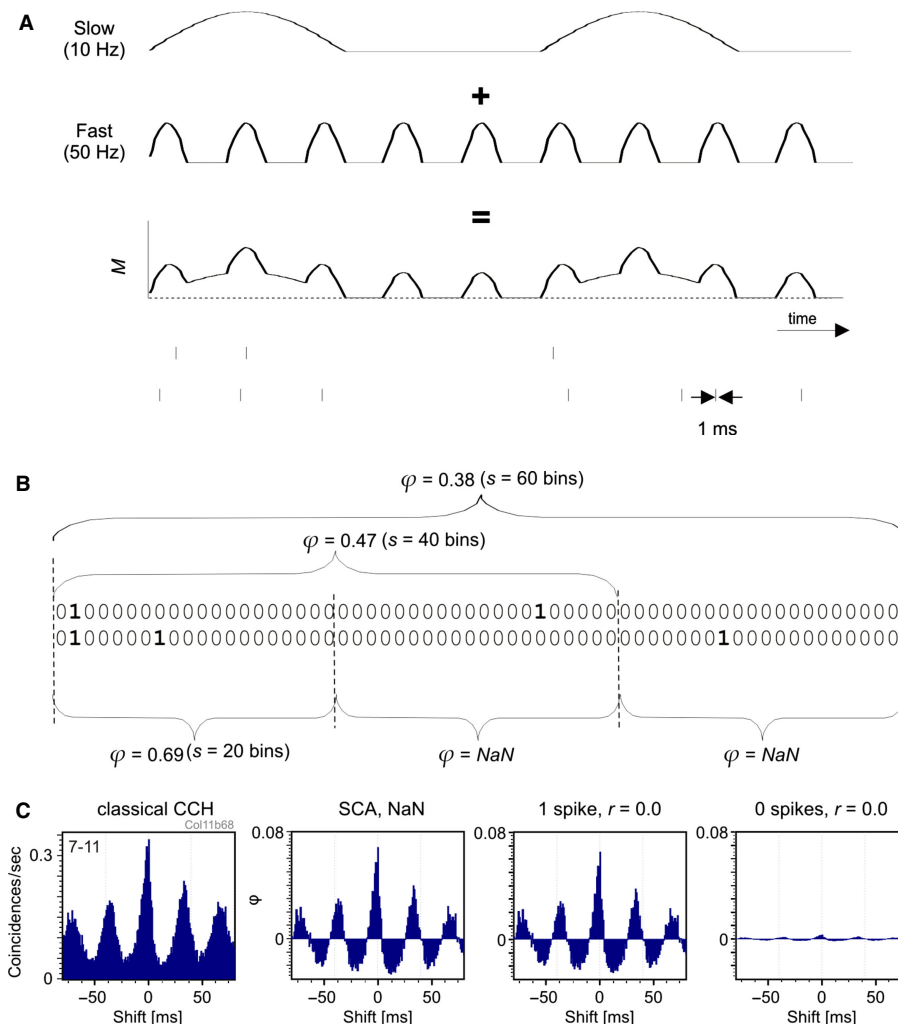 A
Slow
(10 Hz)
+
Fast
(50 Hz)
=
M
time
1 ms
B
φ = 0.38 (s = 60 bins)
φ = 0.47 (s = 40 bins)
010000000000000000000000000000000010000000000000000000000000
010000010000000000000000000000000000000000000001000000000000
φ = 0.69 (s = 20 bins)
φ = NaN
φ = NaN
C
classical CCH
Col11b68
7-11
Coincidences/sec
0.3
0
−50 0 50
Shift [ms]
SCA, NaN
0.08
φ
0
−50 0 50
Shift [ms]
1 spike, r = 0.0
0.08
0
−50 0 50
Shift [ms]
0 spikes, r = 0.0
0.08
0
−50 0 50
Shift [ms]